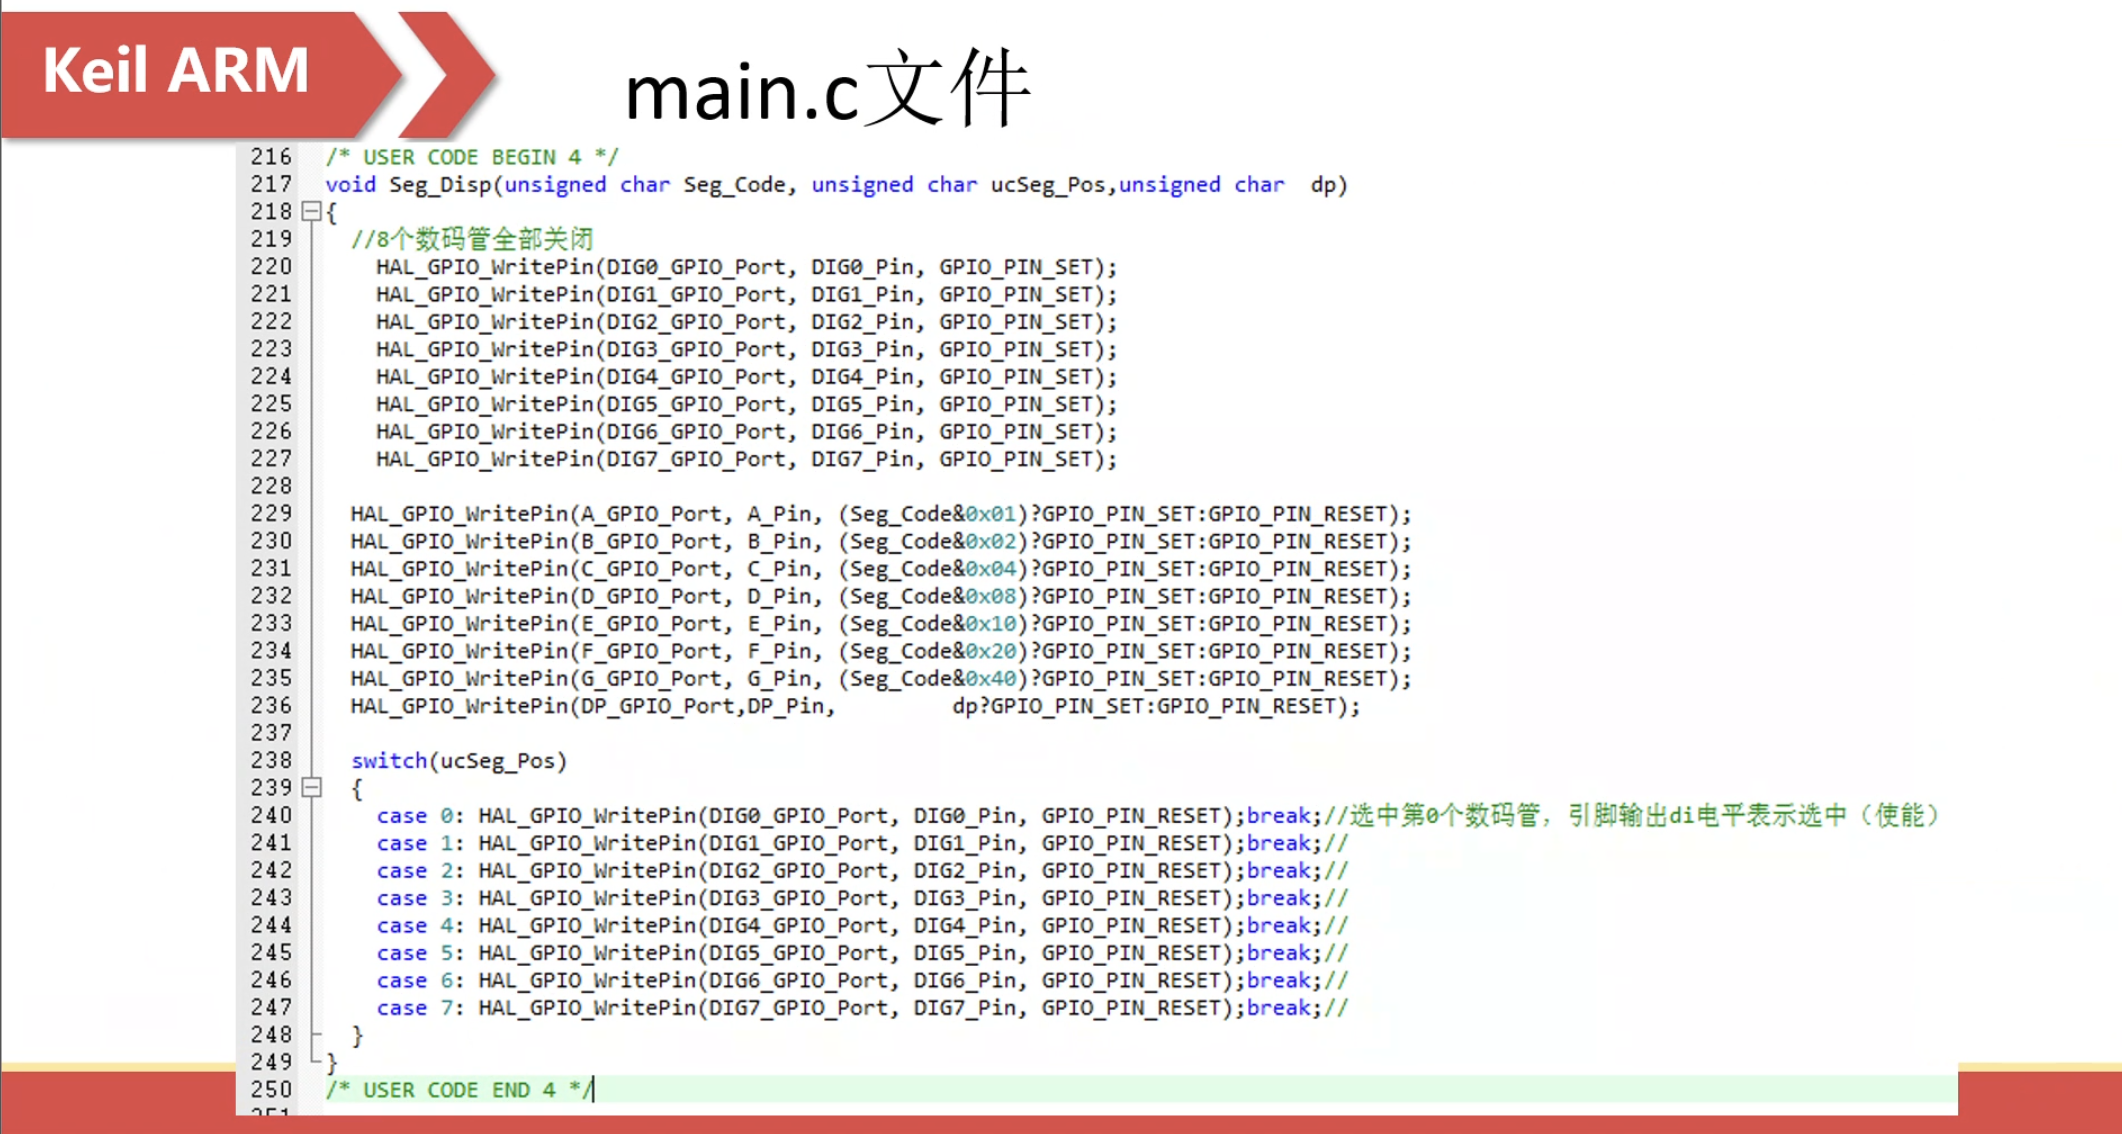 Keil ARM
main.c文件
216 /* USER CODE BEGIN 4 */
217 void Seg_Disp(unsigned char Seg_Code, unsigned char ucSeg_Pos,unsigned char  dp)
218 {
219 //8个数码管全部关闭
220 HAL_GPIO_WritePin(DIG0_GPIO_Port, DIG0_Pin, GPIO_PIN_SET);
221 HAL_GPIO_WritePin(DIG1_GPIO_Port, DIG1_Pin, GPIO_PIN_SET);
222 HAL_GPIO_WritePin(DIG2_GPIO_Port, DIG2_Pin, GPIO_PIN_SET);
223 HAL_GPIO_WritePin(DIG3_GPIO_Port, DIG3_Pin, GPIO_PIN_SET);
224 HAL_GPIO_WritePin(DIG4_GPIO_Port, DIG4_Pin, GPIO_PIN_SET);
225 HAL_GPIO_WritePin(DIG5_GPIO_Port, DIG5_Pin, GPIO_PIN_SET);
226 HAL_GPIO_WritePin(DIG6_GPIO_Port, DIG6_Pin, GPIO_PIN_SET);
227 HAL_GPIO_WritePin(DIG7_GPIO_Port, DIG7_Pin, GPIO_PIN_SET);
228
229 HAL_GPIO_WritePin(A_GPIO_Port, A_Pin, (Seg_Code&0x01)?GPIO_PIN_SET:GPIO_PIN_RESET);
230 HAL_GPIO_WritePin(B_GPIO_Port, B_Pin, (Seg_Code&0x02)?GPIO_PIN_SET:GPIO_PIN_RESET);
231 HAL_GPIO_WritePin(C_GPIO_Port, C_Pin, (Seg_Code&0x04)?GPIO_PIN_SET:GPIO_PIN_RESET);
232 HAL_GPIO_WritePin(D_GPIO_Port, D_Pin, (Seg_Code&0x08)?GPIO_PIN_SET:GPIO_PIN_RESET);
233 HAL_GPIO_WritePin(E_GPIO_Port, E_Pin, (Seg_Code&0x10)?GPIO_PIN_SET:GPIO_PIN_RESET);
234 HAL_GPIO_WritePin(F_GPIO_Port, F_Pin, (Seg_Code&0x20)?GPIO_PIN_SET:GPIO_PIN_RESET);
235 HAL_GPIO_WritePin(G_GPIO_Port, G_Pin, (Seg_Code&0x40)?GPIO_PIN_SET:GPIO_PIN_RESET);
236 HAL_GPIO_WritePin(DP_GPIO_Port,DP_Pin,         dp?GPIO_PIN_SET:GPIO_PIN_RESET);
237
238 switch(ucSeg_Pos)
239 {
240 case 0: HAL_GPIO_WritePin(DIG0_GPIO_Port, DIG0_Pin, GPIO_PIN_RESET);break;//选中第0个数码管，引脚输出di电平表示选中（使能）
241 case 1: HAL_GPIO_WritePin(DIG1_GPIO_Port, DIG1_Pin, GPIO_PIN_RESET);break;//
242 case 2: HAL_GPIO_WritePin(DIG2_GPIO_Port, DIG2_Pin, GPIO_PIN_RESET);break;//
243 case 3: HAL_GPIO_WritePin(DIG3_GPIO_Port, DIG3_Pin, GPIO_PIN_RESET);break;//
244 case 4: HAL_GPIO_WritePin(DIG4_GPIO_Port, DIG4_Pin, GPIO_PIN_RESET);break;//
245 case 5: HAL_GPIO_WritePin(DIG5_GPIO_Port, DIG5_Pin, GPIO_PIN_RESET);break;//
246 case 6: HAL_GPIO_WritePin(DIG6_GPIO_Port, DIG6_Pin, GPIO_PIN_RESET);break;//
247 case 7: HAL_GPIO_WritePin(DIG7_GPIO_Port, DIG7_Pin, GPIO_PIN_RESET);break;//
248 }
249 }
250 /* USER CODE END 4 */